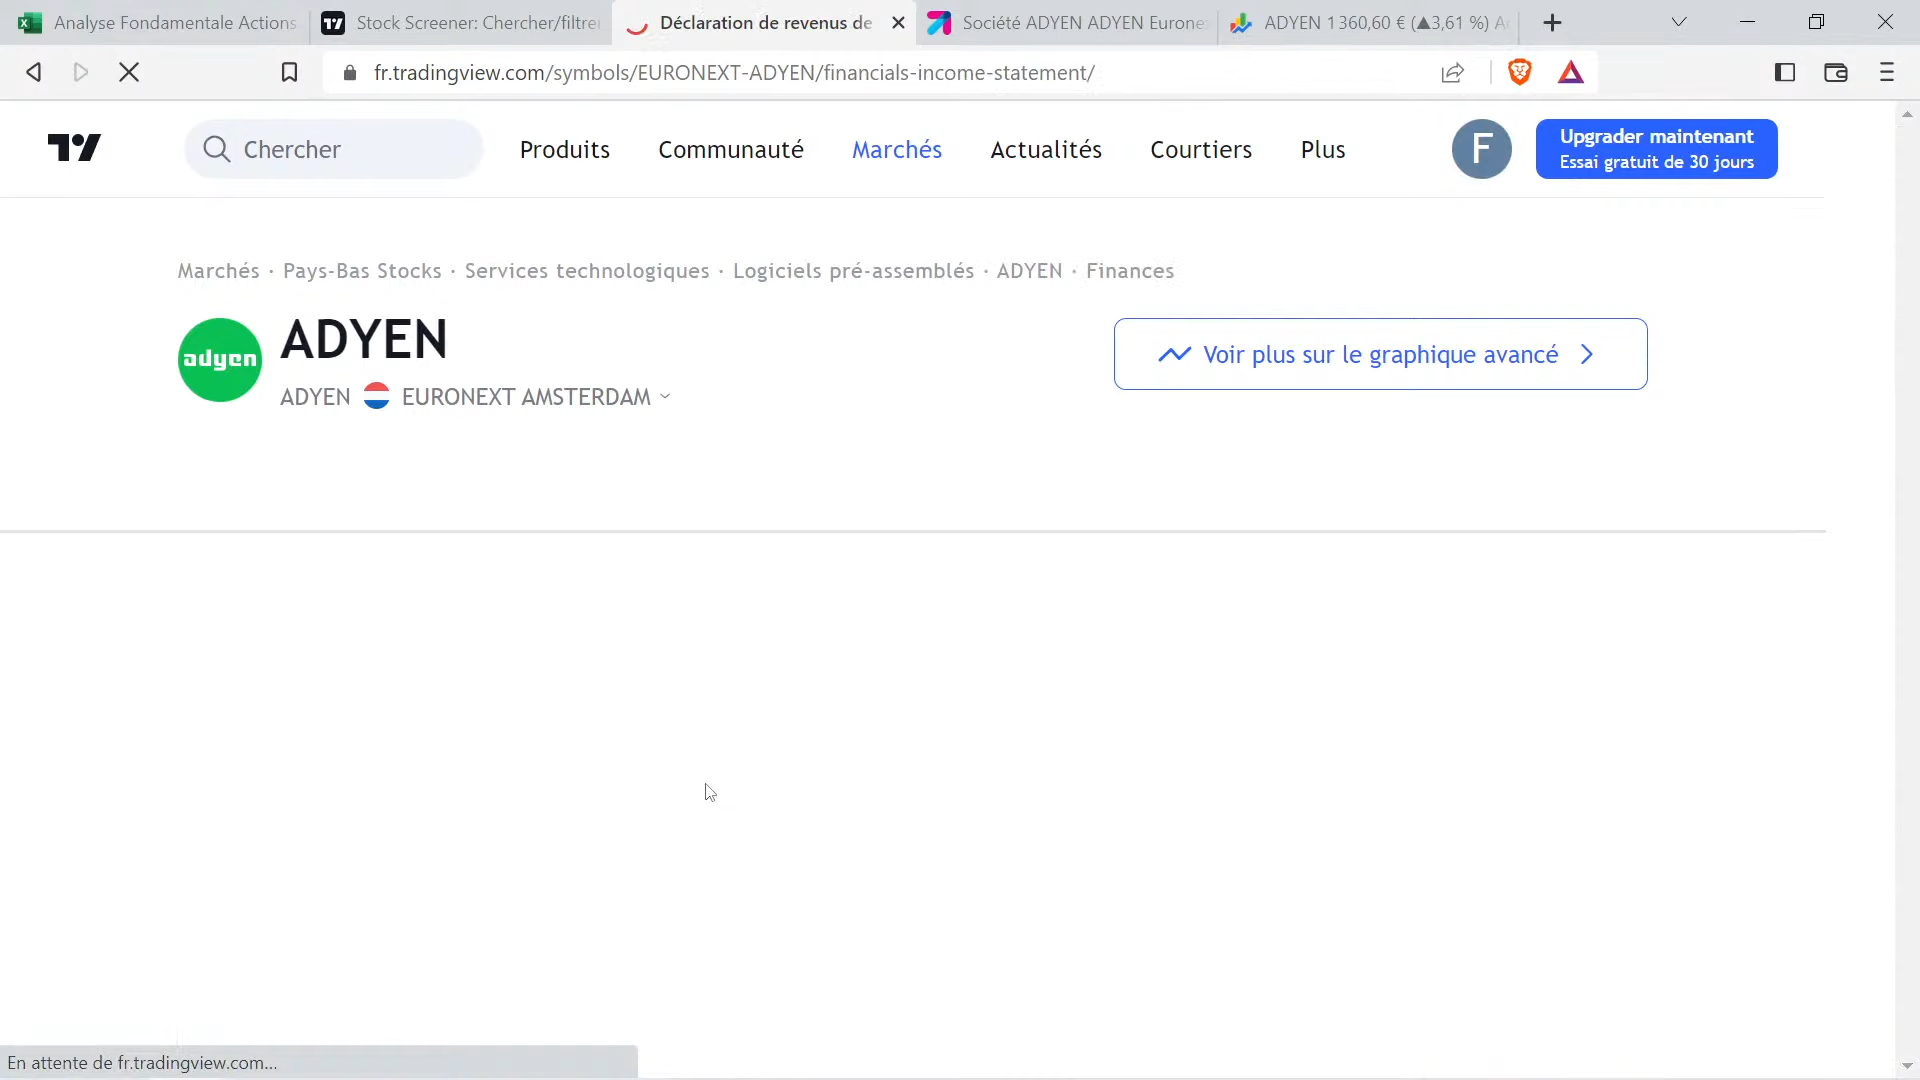 Analyse Fondamentale Actions
Stock Screener: Chercher/filtrer
Déclaration de revenus de
Société ADYEN ADYEN Eurone
ADYEN 1 360,60 € (▲3,61 %) A
fr.tradingview.com/symbols/EURONEXT-ADYEN/financials-income-statement/
Chercher
Produits
Communauté
Marchés
Actualités
Courtiers
Plus
F
Upgrader maintenant
Essai gratuit de 30 jours
Marchés · Pays-Bas Stocks · Services technologiques · Logiciels pré-assemblés · ADYEN · Finances
adyen
ADYEN
ADYEN EURONEXT AMSTERDAM
Voir plus sur le graphique avancé
En attente de fr.tradingview.com...